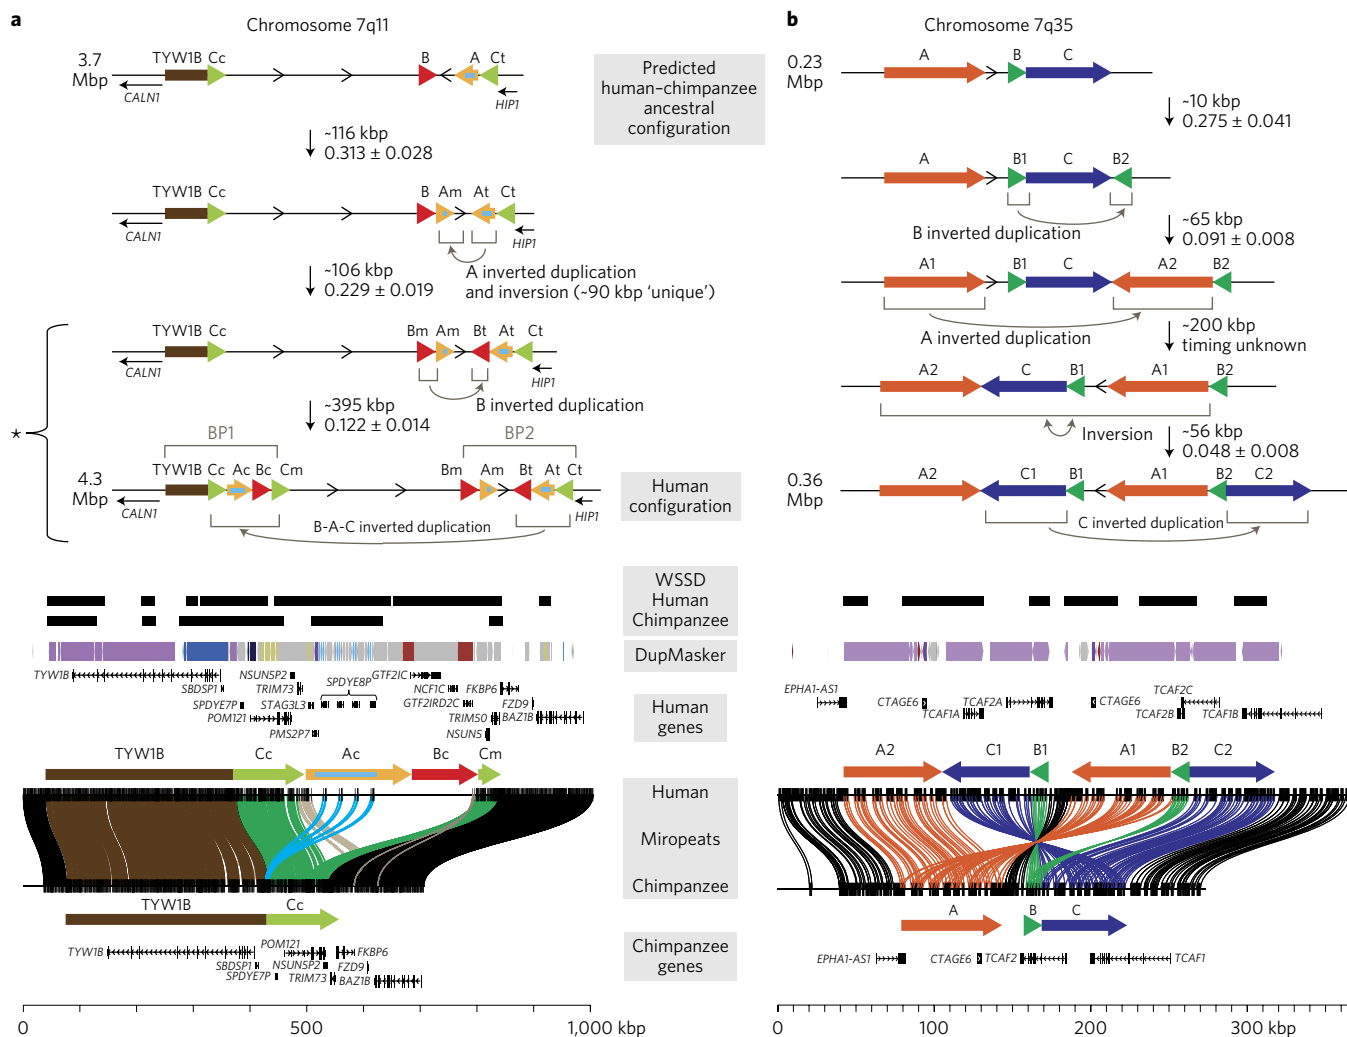 a
Chromosome 7q11
3.7
Mbp
TYW1B Cc B A Ct
CALN1
HIP1
Predicted
human–chimpanzee
ancestral
configuration
~116 kbp
0.313 ± 0.028
TYW1B Cc B Am At Ct
CALN1
HIP1
A inverted duplication
and inversion (~90 kbp ‘unique’)
~106 kbp
0.229 ± 0.019
TYW1B Cc Bm Am Bt At Ct
CALN1
HIP1
B inverted duplication
~395 kbp
0.122 ± 0.014
*
BP1 BP2
4.3
Mbp
TYW1B Cc Ac Bc Cm Bm Am Bt At Ct
CALN1
HIP1
B-A-C inverted duplication
Human
configuration
WSSD
Human
Chimpanzee
DupMasker
Human
genes
TYW1B
SBDSP1
SPDYE7P
POM121
NSUN5P2
TRIM73
STAG3L3
PMS2P7
SPDYE8P
GTF2IC
NCF1C
GTF2IRD2C
TRIM50
NSUN5
FKBP6
FZD9
BAZ1B
TYW1B Cc Ac Bc Cm
Human
Miropeats
Chimpanzee
TYW1B Cc
Chimpanzee
genes
TYW1B
SBDSP1
SPDYE7P
POM121
NSUN5P2
TRIM73
FKBP6
FZD9
BAZ1B
0 500 1,000 kbp
b
Chromosome 7q35
0.23
Mbp
A B C
~10 kbp
0.275 ± 0.041
A B1 C B2
B inverted duplication
~65 kbp
0.091 ± 0.008
A1 B1 C A2 B2
A inverted duplication
~200 kbp
timing unknown
A2 C B1 A1 B2
Inversion
~56 kbp
0.048 ± 0.008
0.36
Mbp
A2 C1 B1 A1 B2 C2
C inverted duplication
EPHA1-AS1
CTAGE6
TCAF1A
TCAF2A
CTAGE6
TCAF2C
TCAF2B
TCAF1B
A2 C1 B1 A1 B2 C2
A B C
EPHA1-AS1
CTAGE6
TCAF2
TCAF1
0 100 200 300 kbp